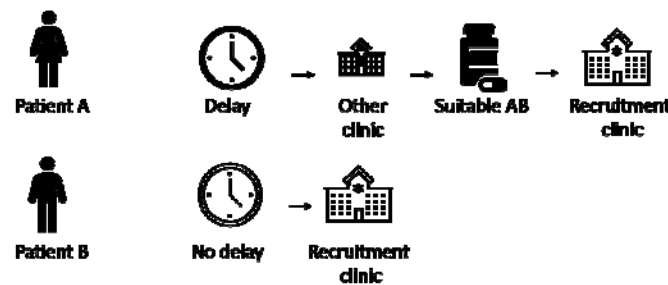 Patient A
Delay
Other
clinic
Suitable AB
Recruitment
clinic
Patient B
No delay
Recruitment
clinic